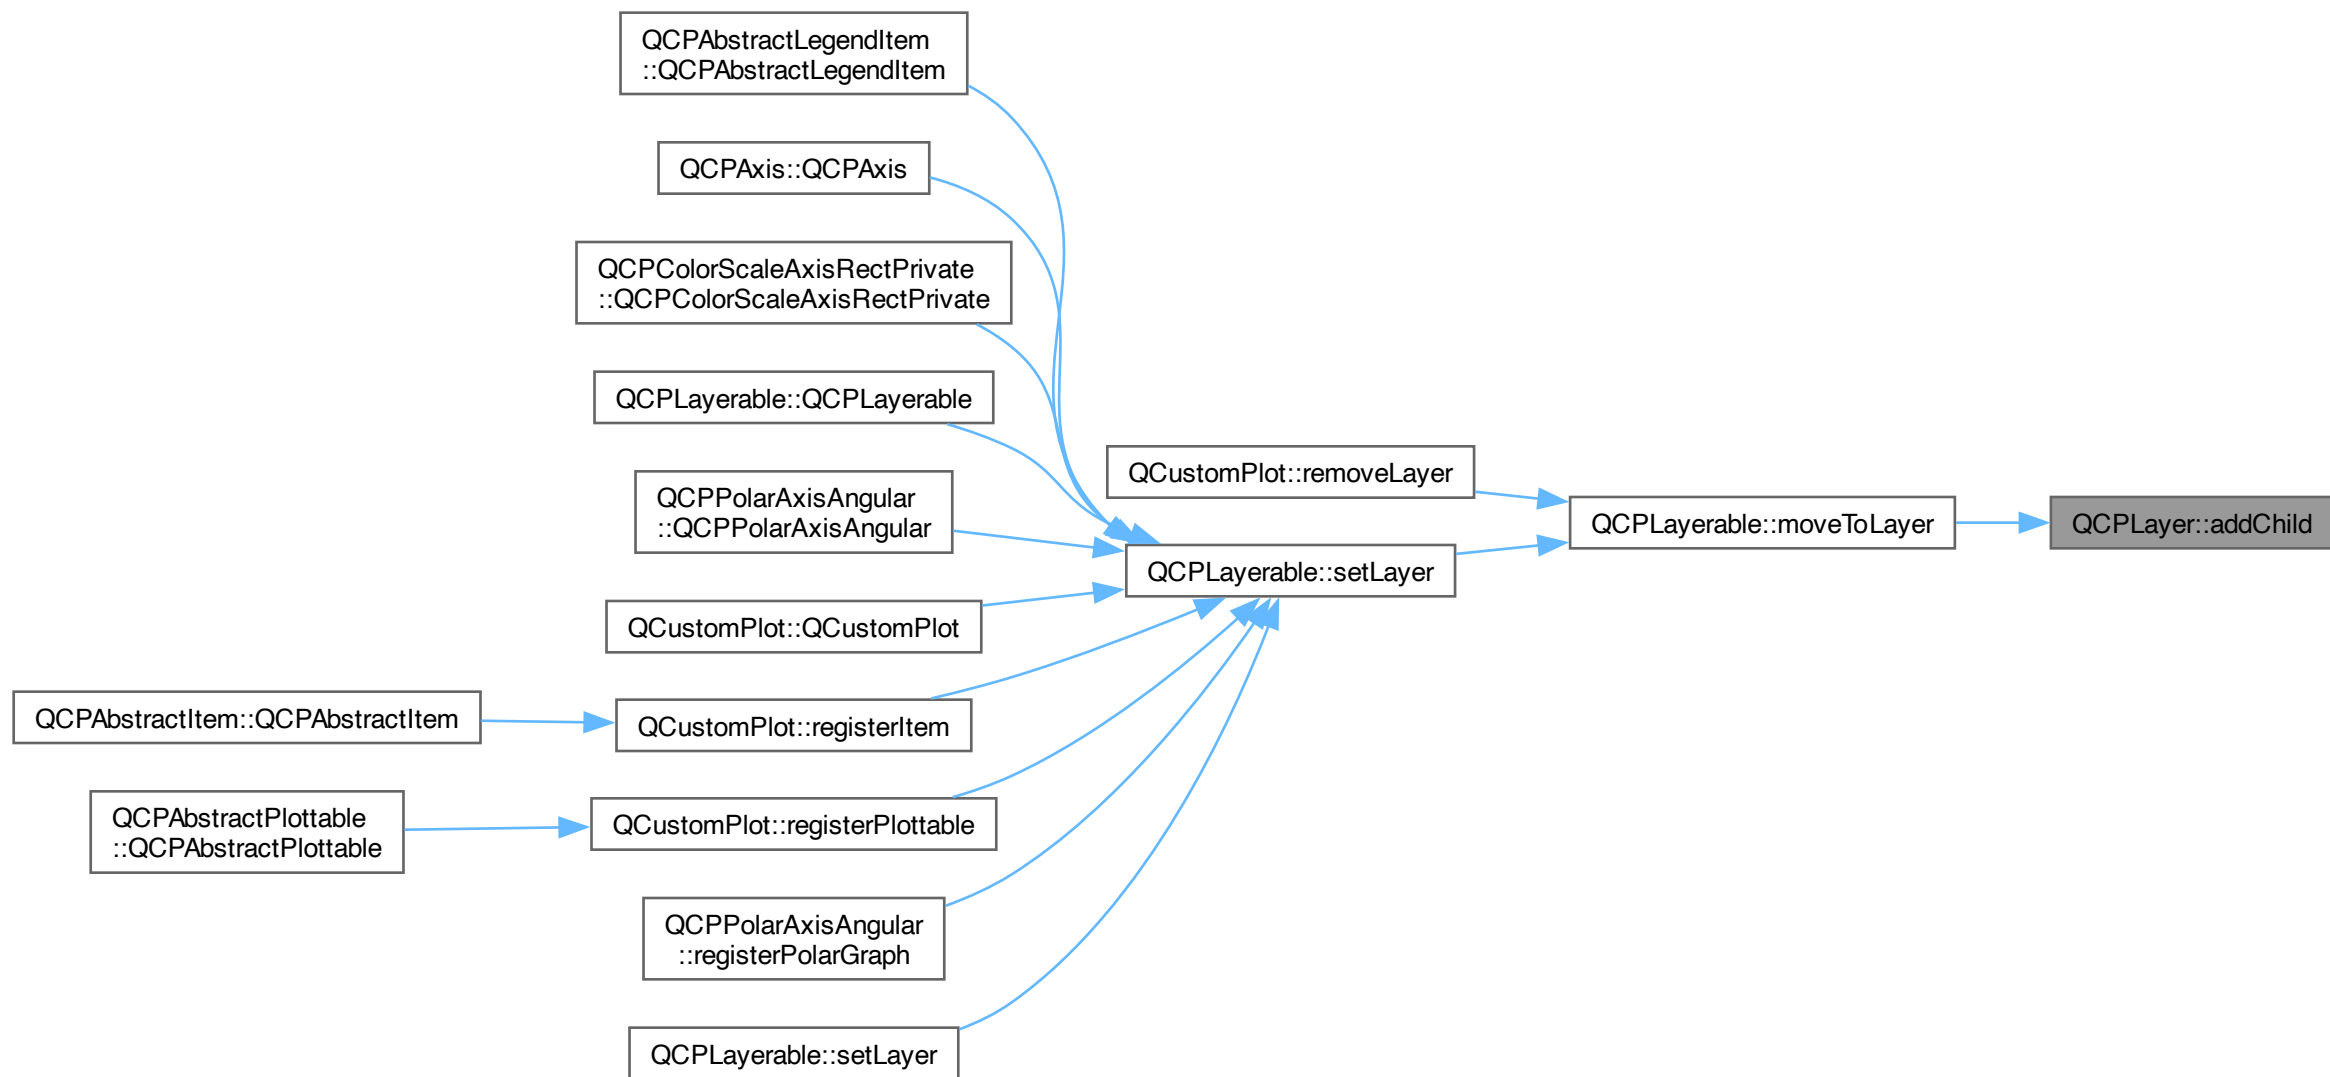 QCPAbstractLegendItem
::QCPAbstractLegendItem
QCPAxis::QCPAxis
QCPColorScaleAxisRectPrivate
::QCPColorScaleAxisRectPrivate
QCPLayerable::QCPLayerable
QCPPolarAxisAngular
::QCPPolarAxisAngular
QCustomPlot::QCustomPlot
QCPAbstractItem::QCPAbstractItem
QCustomPlot::registerItem
QCPAbstractPlottable
::QCPAbstractPlottable
QCustomPlot::registerPlottable
QCPPolarAxisAngular
::registerPolarGraph
QCPLayerable::setLayer
QCustomPlot::removeLayer
QCPLayerable::setLayer
QCPLayerable::moveToLayer
QCPLayer::addChild